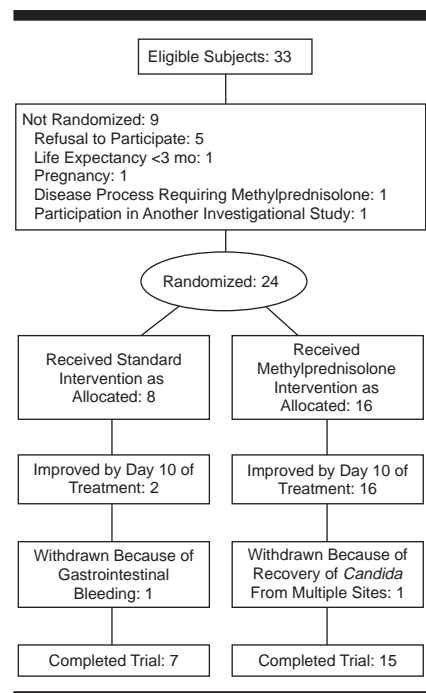 Eligible Subjects: 33
Not Randomized: 9
Refusal to Participate: 5
Life Expectancy <3 mo: 1
Pregnancy: 1
Disease Process Requiring Methylprednisolone: 1
Participation in Another Investigational Study: 1
Randomized: 24
Received Standard
Intervention as
Allocated: 8
Received
Methylprednisolone
Intervention as
Allocated: 16
Improved by Day 10 of
Treatment: 2
Improved by Day 10 of
Treatment: 16
Withdrawn Because of
Gastrointestinal
Bleeding: 1
Withdrawn Because of
Recovery of Candida
From Multiple Sites: 1
Completed Trial: 7
Completed Trial: 15